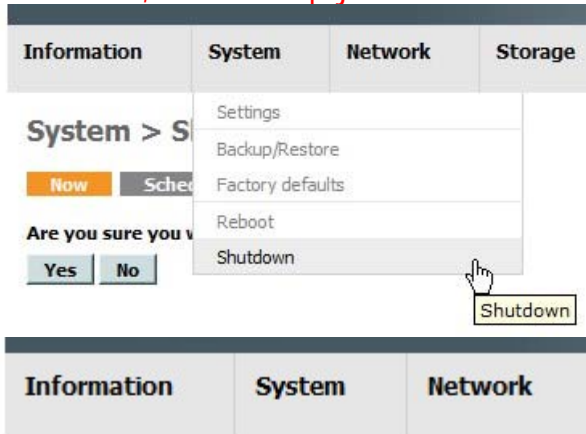 Information System Network Storage
Settings
System > S
Backup/Restore
Now Sche
Factory defaults
Reboot
Are you sure you
Shutdown
Yes No
Shutdown
Information System Network